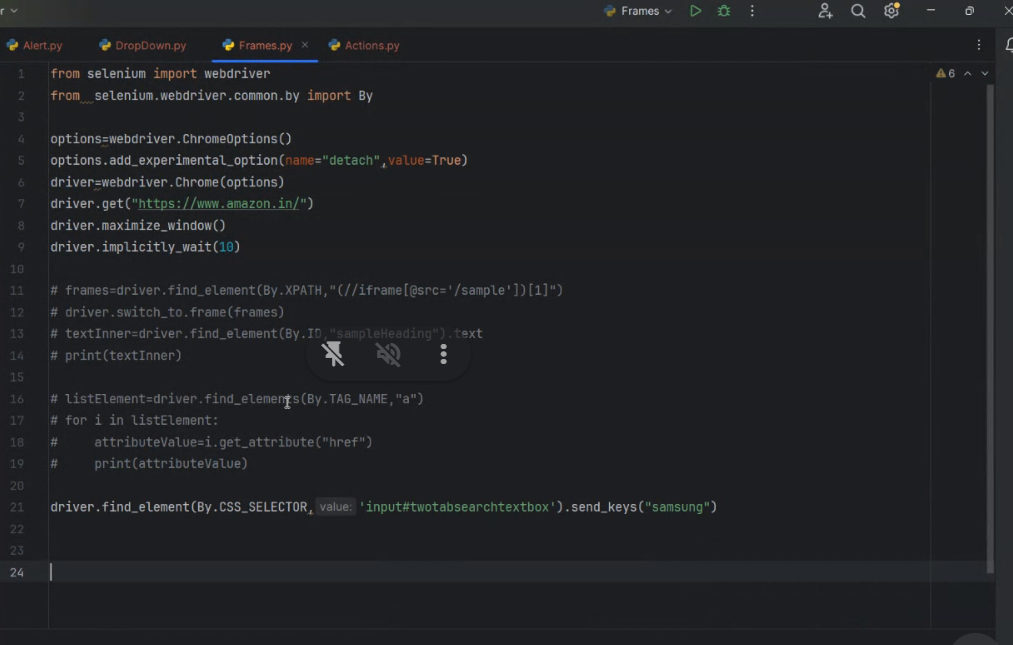 r
Frames
Alert.py
DropDown.py
Frames.py
Actions.py
6
1 from selenium import webdriver
2 from  selenium.webdriver.common.by import By
3
4 options=webdriver.ChromeOptions()
5 options.add_experimental_option(name="detach",value=True)
6 driver=webdriver.Chrome(options)
7 driver.get("https://www.amazon.in/")
8 driver.maximize_window()
9 driver.implicitly_wait(10)
10
11 # frames=driver.find_element(By.XPATH,"(//iframe[@src='/sample'])[1]")
12 # driver.switch_to.frame(frames)
13 # textInner=driver.find_element(By.ID,"sampleHeading").text
14 # print(textInner)
15
16 # listElement=driver.find_elements(By.TAG_NAME,"a")
17 # for i in listElement:
18 #     attributeValue=i.get_attribute("href")
19 #     print(attributeValue)
20
21 driver.find_element(By.CSS_SELECTOR, value: 'input#twotabsearchtextbox').send_keys("samsung")
22
23
24